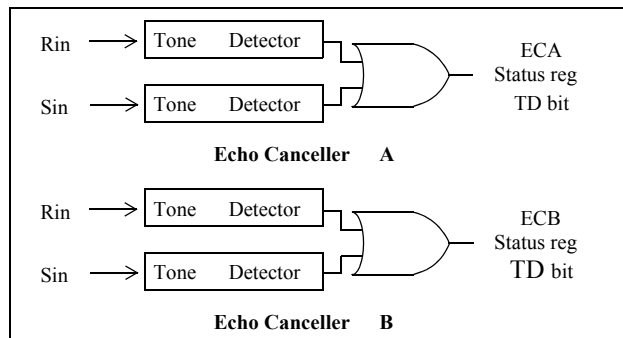 Rin
Tone Detector
Sin
Tone Detector
ECA
Status reg
TD bit
Echo Canceller A
Rin
Tone Detector
Sin
Tone Detector
ECB
Status reg
TD bit
Echo Canceller B